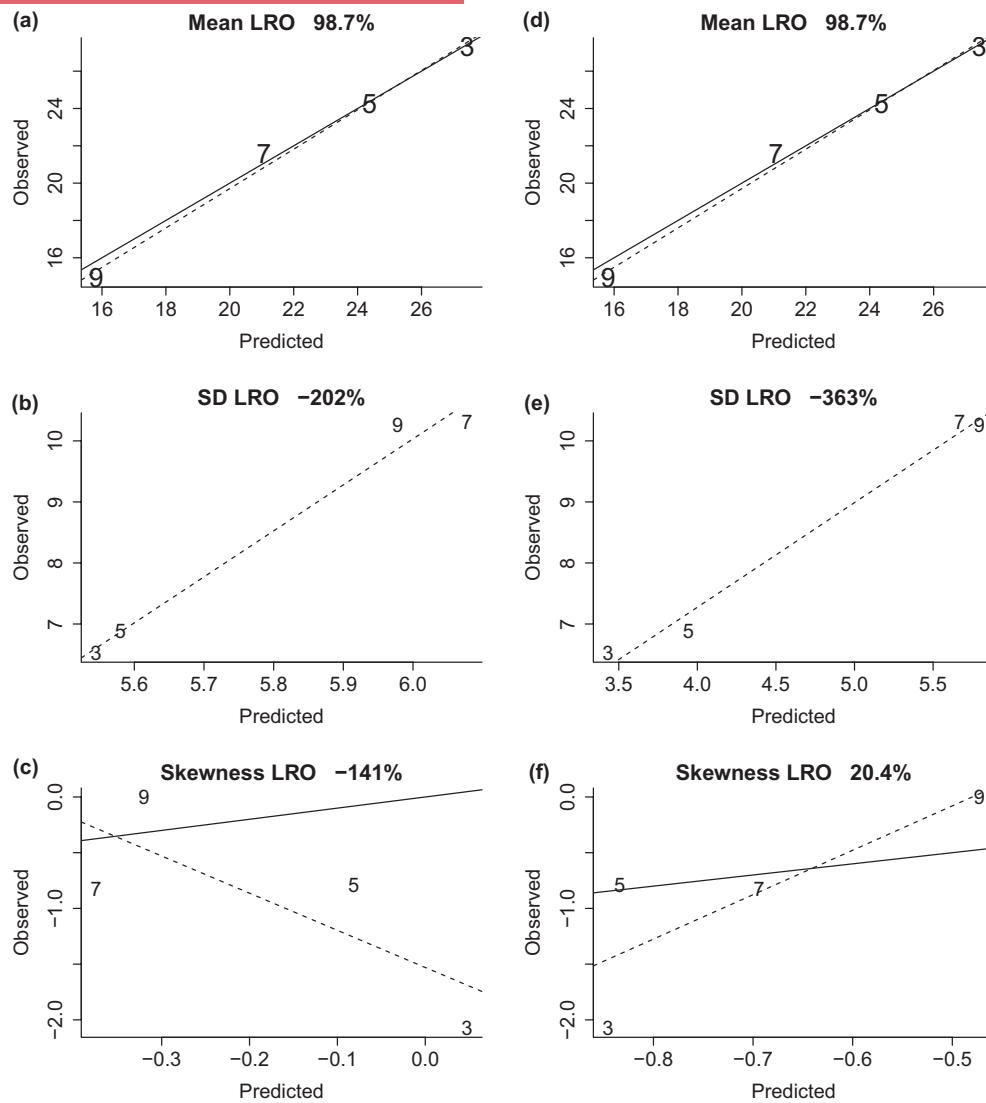 (a) Mean LRO 98.7%
Observed
24
20
16
3
5
7
9
16 18 20 22 24 26
Predicted
(d) Mean LRO 98.7%
Observed
24
20
16
3
5
7
9
16 18 20 22 24 26
Predicted
(b) SD LRO −202%
Observed
10
9
8
7
9
7
5
3
5.6 5.7 5.8 5.9 6.0
Predicted
(e) SD LRO −363%
Observed
10
9
8
7
7
9
5
3
3.5 4.0 4.5 5.0 5.5
Predicted
(c) Skewness LRO −141%
Observed
0.0
−1.0
−2.0
9
7
5
3
−0.3 −0.2 −0.1 0.0
Predicted
(f) Skewness LRO 20.4%
Observed
0.0
−1.0
−2.0
9
5
7
3
−0.8 −0.7 −0.6 −0.5
Predicted